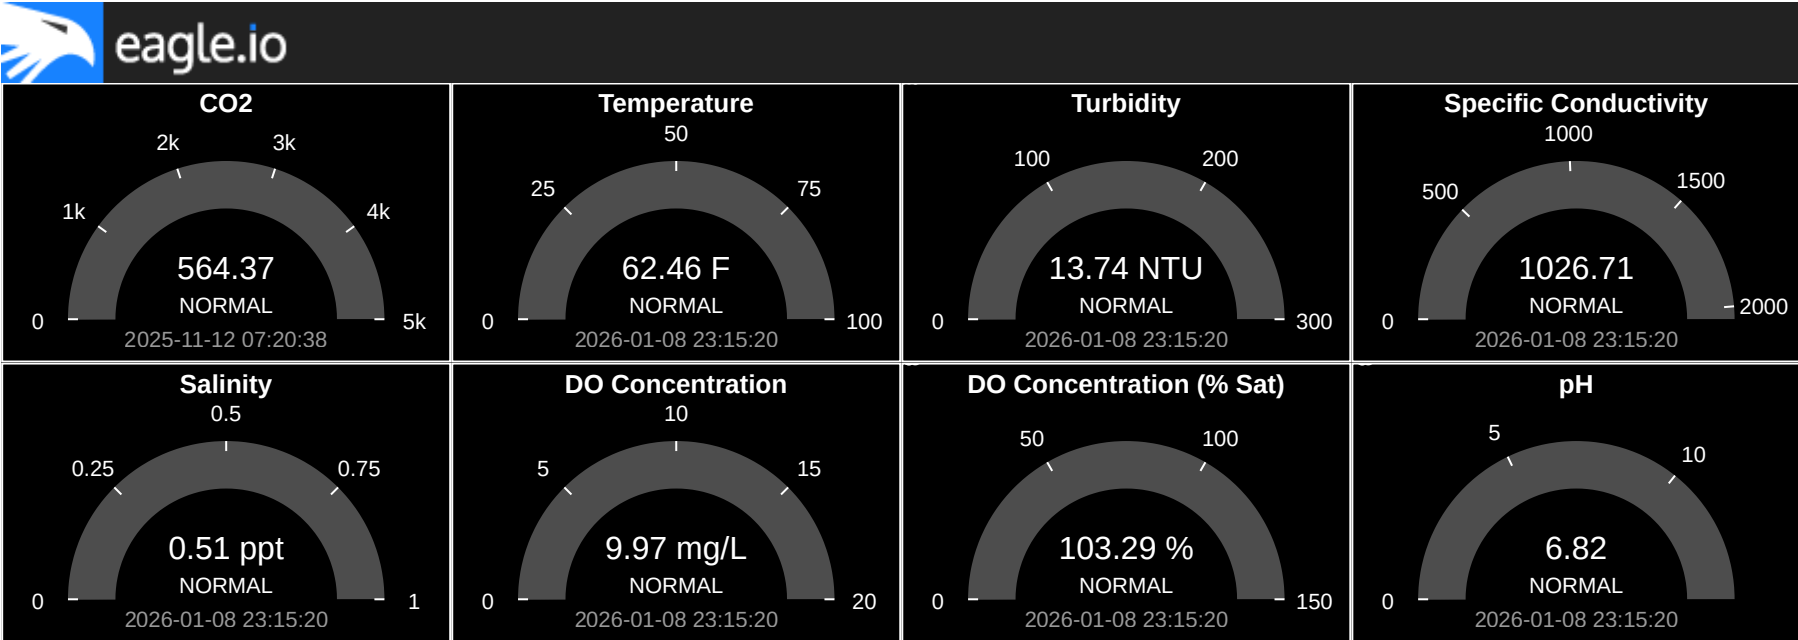 eagle.io
CO2
2k
3k
1k
4k
564.37
NORMAL
0
5k
2025-11-12 07:20:38
Temperature
50
25
75
62.46 F
NORMAL
0
100
2026-01-08 23:15:20
Turbidity
100
200
13.74 NTU
NORMAL
0
300
2026-01-08 23:15:20
Specific Conductivity
1000
500
1500
1026.71
NORMAL
0
2000
2026-01-08 23:15:20
Salinity
0.5
0.25
0.75
0.51 ppt
NORMAL
0
1
2026-01-08 23:15:20
DO Concentration
10
5
15
9.97 mg/L
NORMAL
0
20
2026-01-08 23:15:20
DO Concentration (% Sat)
50
100
103.29 %
NORMAL
0
150
2026-01-08 23:15:20
pH
5
10
6.82
NORMAL
0
2026-01-08 23:15:20